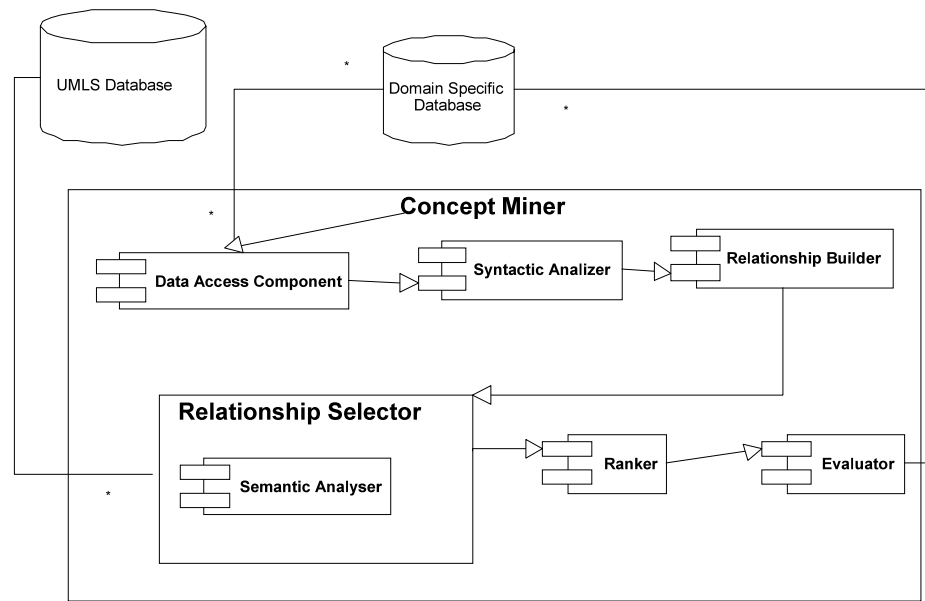 UMLS Database
*
Domain Specific
Database
*
*
Concept Miner
Data Access Component
Syntactic Analizer
Relationship Builder
Relationship Selector
Semantic Analyser
Ranker
Evaluator
*